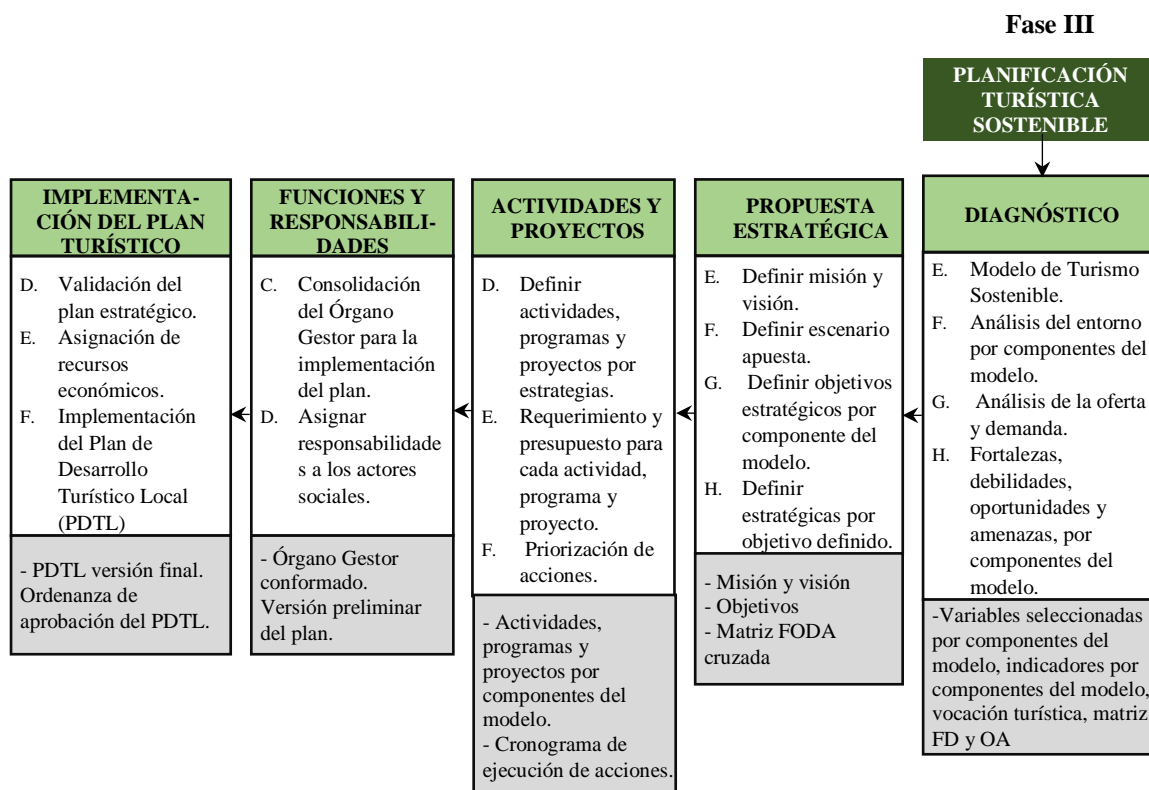 Fase III
PLANIFICACIÓN
TURÍSTICA
SOSTENIBLE
IMPLEMENTA-
CIÓN DEL PLAN
TURÍSTICO
D. Validación del
plan estratégico.
E. Asignación de
recursos
económicos.
F. Implementación
del Plan de
Desarrollo
Turístico Local
(PDTL)
- PDTL versión final.
Ordenanza de
aprobación del PDTL.
FUNCIONES Y
RESPONSABILI-
DADES
C. Consolidación
del Órgano
Gestor para la
implementación
del plan.
D. Asignar
responsabilidade
s a los actores
sociales.
- Órgano Gestor
conformado.
Versión preliminar
del plan.
ACTIVIDADES Y
PROYECTOS
D. Definir
actividades,
programas y
proyectos por
estrategias.
E. Requerimiento y
presupuesto para
cada actividad,
programa y
proyecto.
F. Priorización de
acciones.
- Actividades,
programas y
proyectos por
componentes del
modelo.
- Cronograma de
ejecución de acciones.
PROPUESTA
ESTRATÉGICA
E. Definir misión y
visión.
F. Definir escenario
apuesta.
G. Definir objetivos
estratégicos por
componente del
modelo.
H. Definir
estratégicas por
objetivo definido.
- Misión y visión
- Objetivos
- Matriz FODA
cruzada
DIAGNÓSTICO
E. Modelo de Turismo
Sostenible.
F. Análisis del entorno
por componentes del
modelo.
G. Análisis de la oferta
y demanda.
H. Fortalezas,
debilidades,
oportunidades y
amenazas, por
componentes del
modelo.
-Variables seleccionadas
por componentes del
modelo, indicadores por
componentes del modelo,
vocación turística, matriz
FD y OA